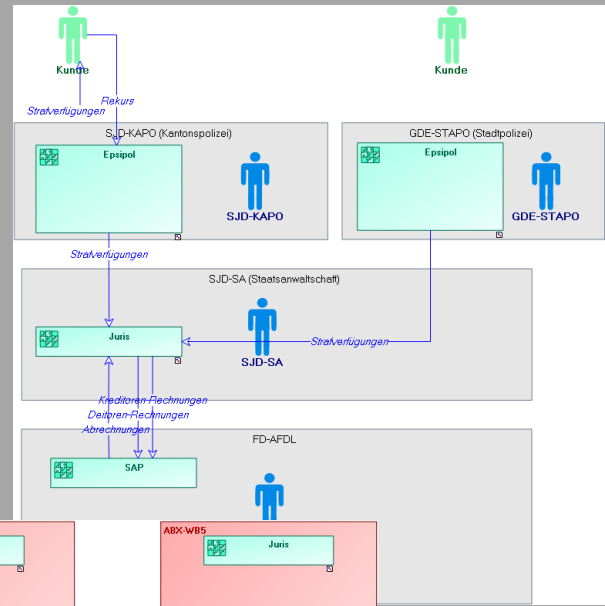 Kunde
Kunde
Rekurs
Strafverfügungen
SJD-KAPO (Kantonspolizei)
GDE-STAPO (Stadtpolizei)
Epsipol
Epsipol
SJD-KAPO
GDE-STAPO
Strafverfügungen
SJD-SA (Staatsanwaltschaft)
Juris
Strafverfügungen
SJD-SA
Kreditoren-Rechnungen
Deitoren-Rechnungen
Abrechnungen
FD-AFDL
SAP
ABX-WB5
Juris